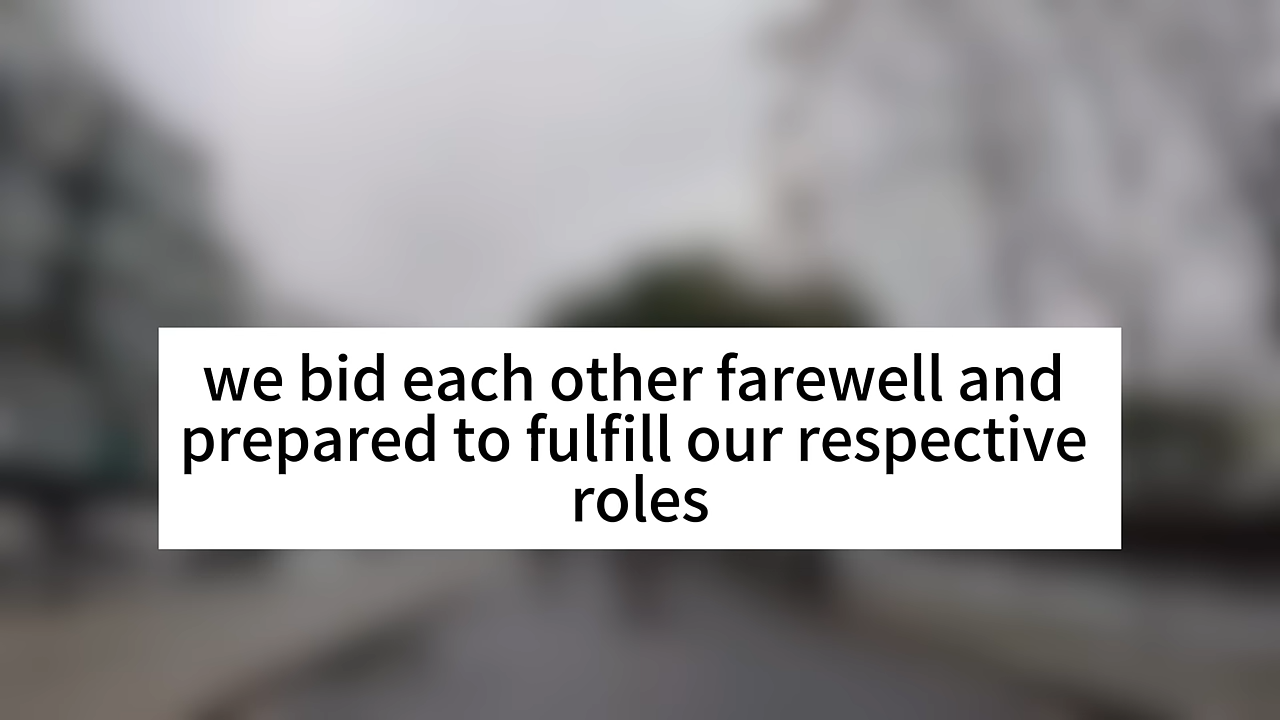 we bid each other farewell and
prepared to fulfill our respective
roles